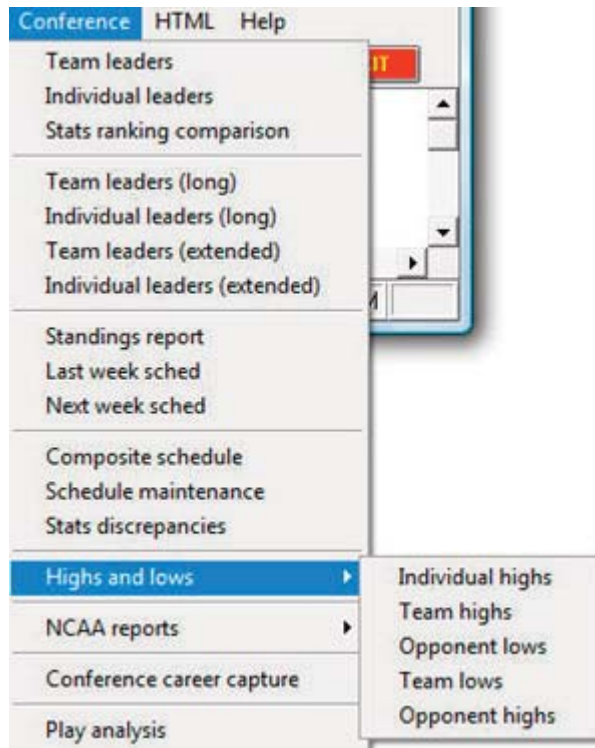 Conference HTML Help
Team leaders
Individual leaders
Stats ranking comparison
Team leaders (long)
Individual leaders (long)
Team leaders (extended)
Individual leaders (extended)
Standings report
Last week sched
Next week sched
Composite schedule
Schedule maintenance
Stats discrepancies
Highs and lows
NCAA reports
Conference career capture
Play analysis
Individual highs
Team highs
Opponent lows
Team lows
Opponent highs